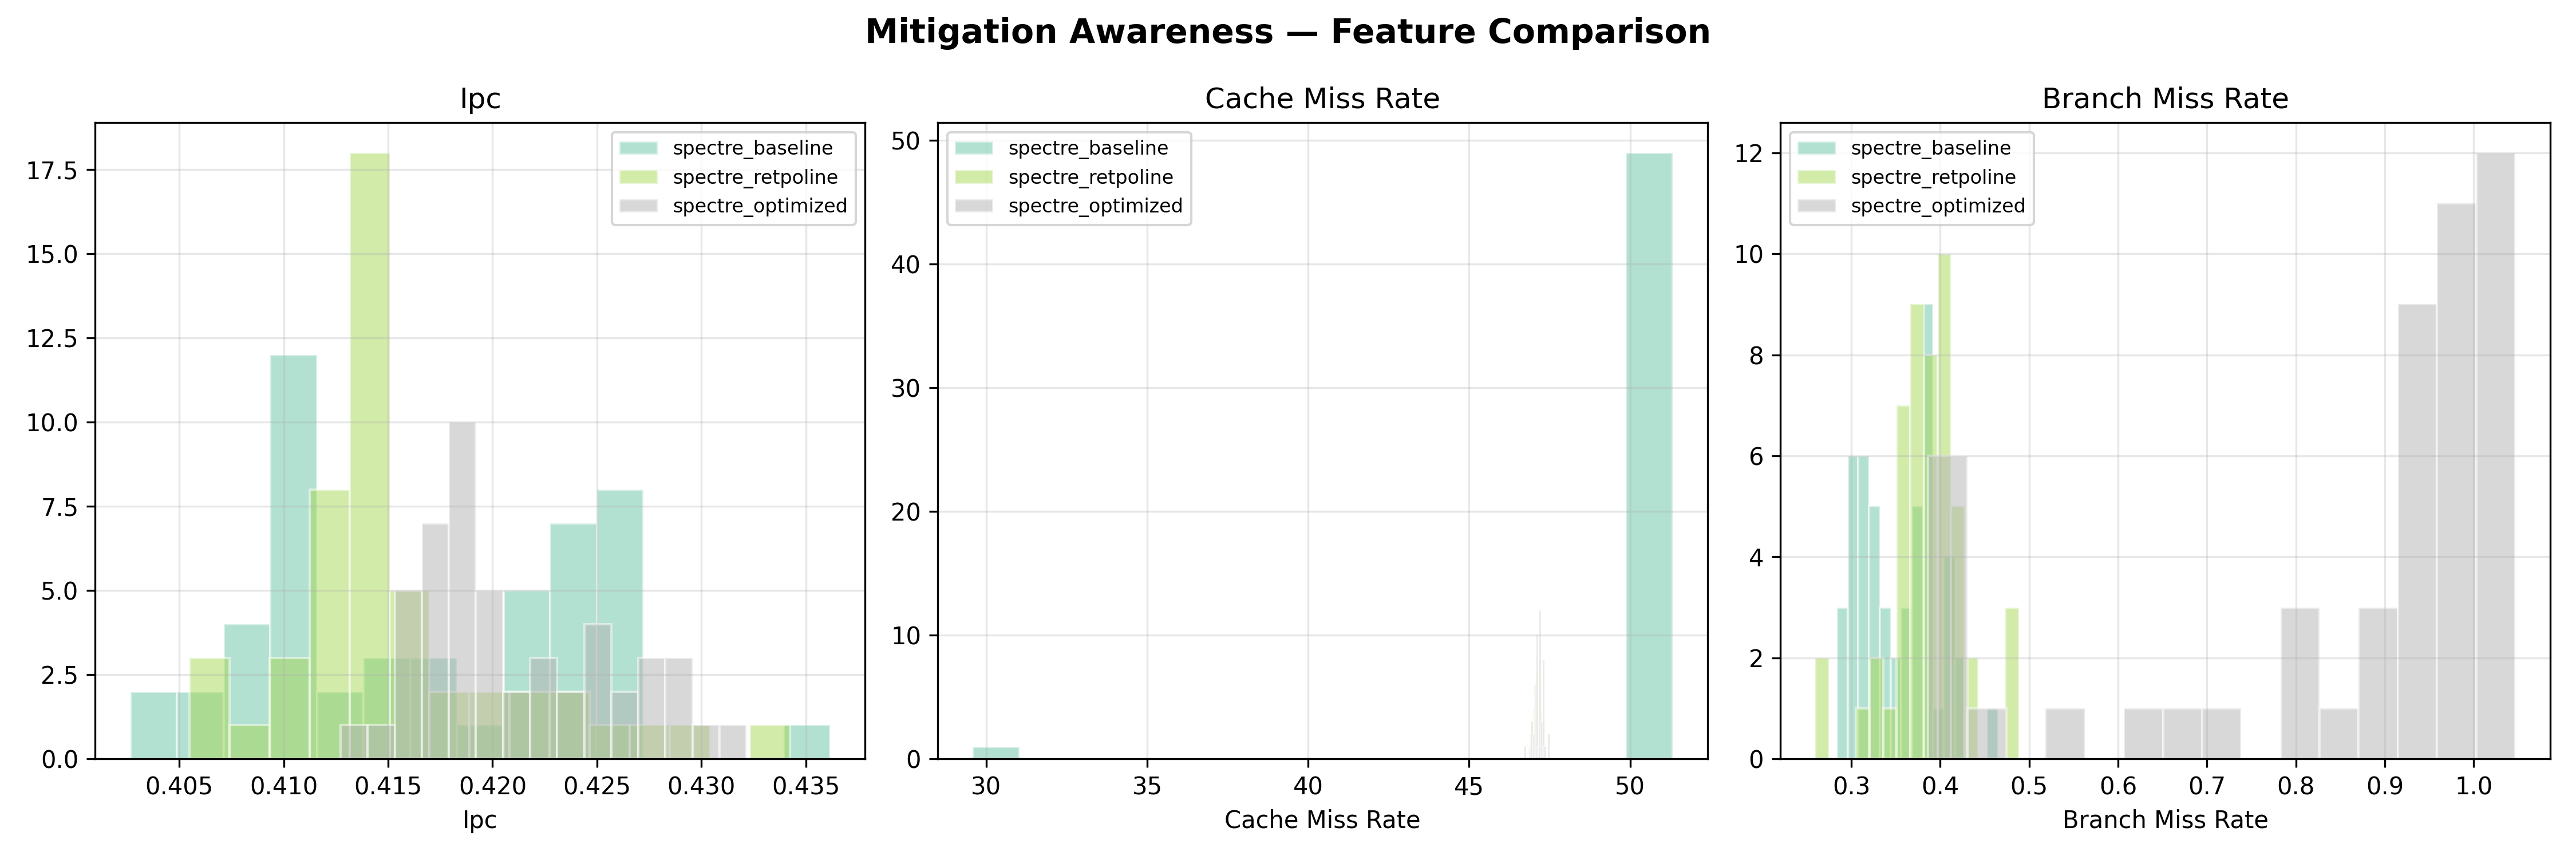 Mitigation Awareness — Feature Comparison
Ipc
17.5
15.0
12.5
10.0
7.5
5.0
2.5
0.0
spectre_baseline
spectre_retpoline
spectre_optimized
0.405 0.410 0.415 0.420 0.425 0.430 0.435
Ipc
Cache Miss Rate
50
40
30
20
10
0
spectre_baseline
spectre_retpoline
spectre_optimized
30 35 40 45 50
Cache Miss Rate
Branch Miss Rate
12
10
8
6
4
2
0
spectre_baseline
spectre_retpoline
spectre_optimized
0.3 0.4 0.5 0.6 0.7 0.8 0.9 1.0
Branch Miss Rate